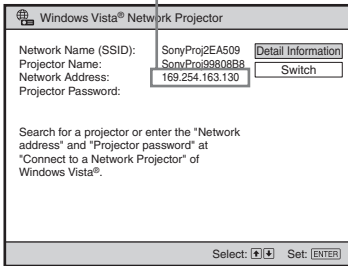 Windows Vista® Network Projector
Network Name (SSID): SonyProj2EA509 Detail Information
Projector Name: SonyProj99808B8 Switch
Network Address: 169.254.163.130
Projector Password:
Search for a projector or enter the "Network
address" and "Projector password" at
"Connect to a Network Projector" of
Windows Vista®.
Select: Set: ENTER